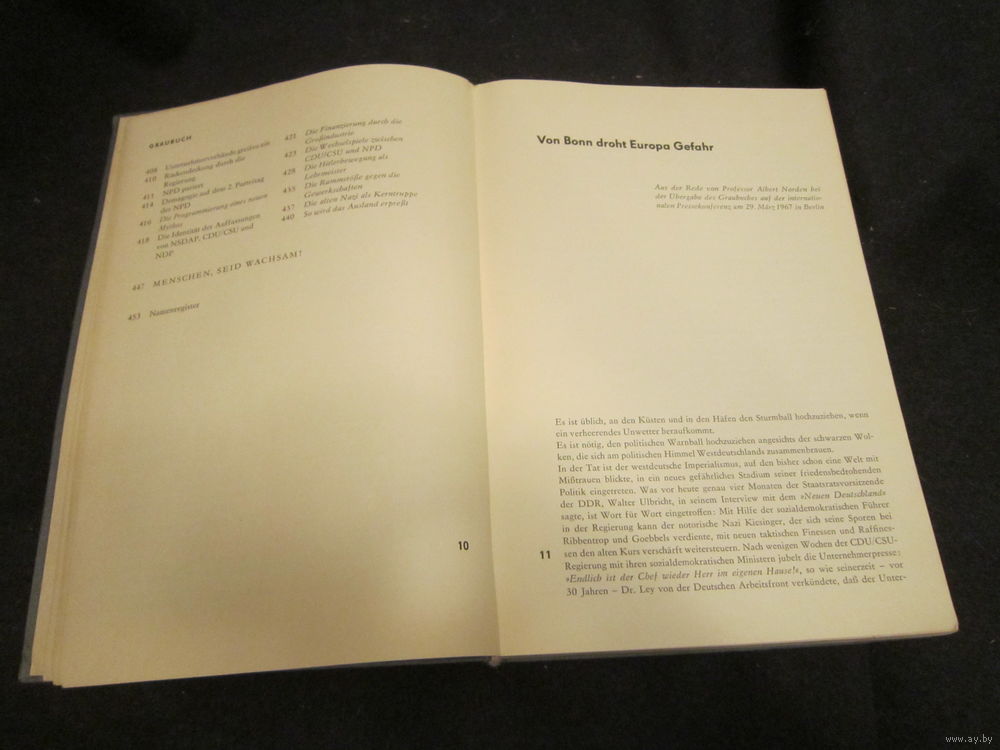 GRAUBUCH
408 Unternehmerverbände greifen ein
410 Rückendeckung durch die
Regierung
411 NPD pariert
414 Demagogie auf dem 2. Parteitag
der NPD
416 Die Programmierung eines neuen
Mythos
418 Die Identität der Auffassungen
von NSDAP, CDU/CSU und
NDP
421 Die Finanzierung durch die
Großindustrie
423 Die Wechselspiele zwischen
CDU/CSU und NPD
428 Die Hitlerbewegung als
Lehrmeister
435 Die Rammstöße gegen die
Gewerkschaften
437 Die alten Nazi als Kerntruppe
440 So wird das Ausland erpreßt
447 MENSCHEN, SEID WACHSAM!
453 Namenregister
10
Von Bonn droht Europa Gefahr
Aus der Rede von Professor Albert Norden bei
der Übergabe des Graubuches auf der internatio-
nalen Pressekonferenz am 29. März 1967 in Berlin
Es ist üblich, an den Küsten und in den Häfen den Sturmball hochzuziehen, wenn
ein verheerendes Unwetter heraufkommt.
Es ist nötig, den politischen Warnball hochzuziehen angesichts der schwarzen Wol-
ken, die sich am politischen Himmel Westdeutschlands zusammenbrauen.
In der Tat ist der westdeutsche Imperialismus, auf den bisher schon eine Welt mit
Mißtrauen blickte, in ein neues gefährliches Stadium seiner friedensbedrohenden
Politik eingetreten. Was vor heute genau vier Monaten der Staatsratsvorsitzende
der DDR, Walter Ulbricht, in seinem Interview mit dem »Neuen Deutschland«
sagte, ist Wort für Wort eingetroffen: Mit Hilfe der sozialdemokratischen Führer
in der Regierung kann der notorische Nazi Kiesinger, der sich seine Sporen bei
Ribbentrop und Goebbels verdiente, mit neuen taktischen Finessen und Raffines-
sen den alten Kurs verschärft weitersteuern. Nach wenigen Wochen der CDU/CSU-
Regierung mit ihren sozialdemokratischen Ministern jubelt die Unternehmerpresse:
»Endlich ist der Chef wieder Herr im eigenen Hause!«, so wie seinerzeit – vor
30 Jahren – Dr. Ley von der Deutschen Arbeitsfront verkündete, daß der Unter-
11
www.ay.by